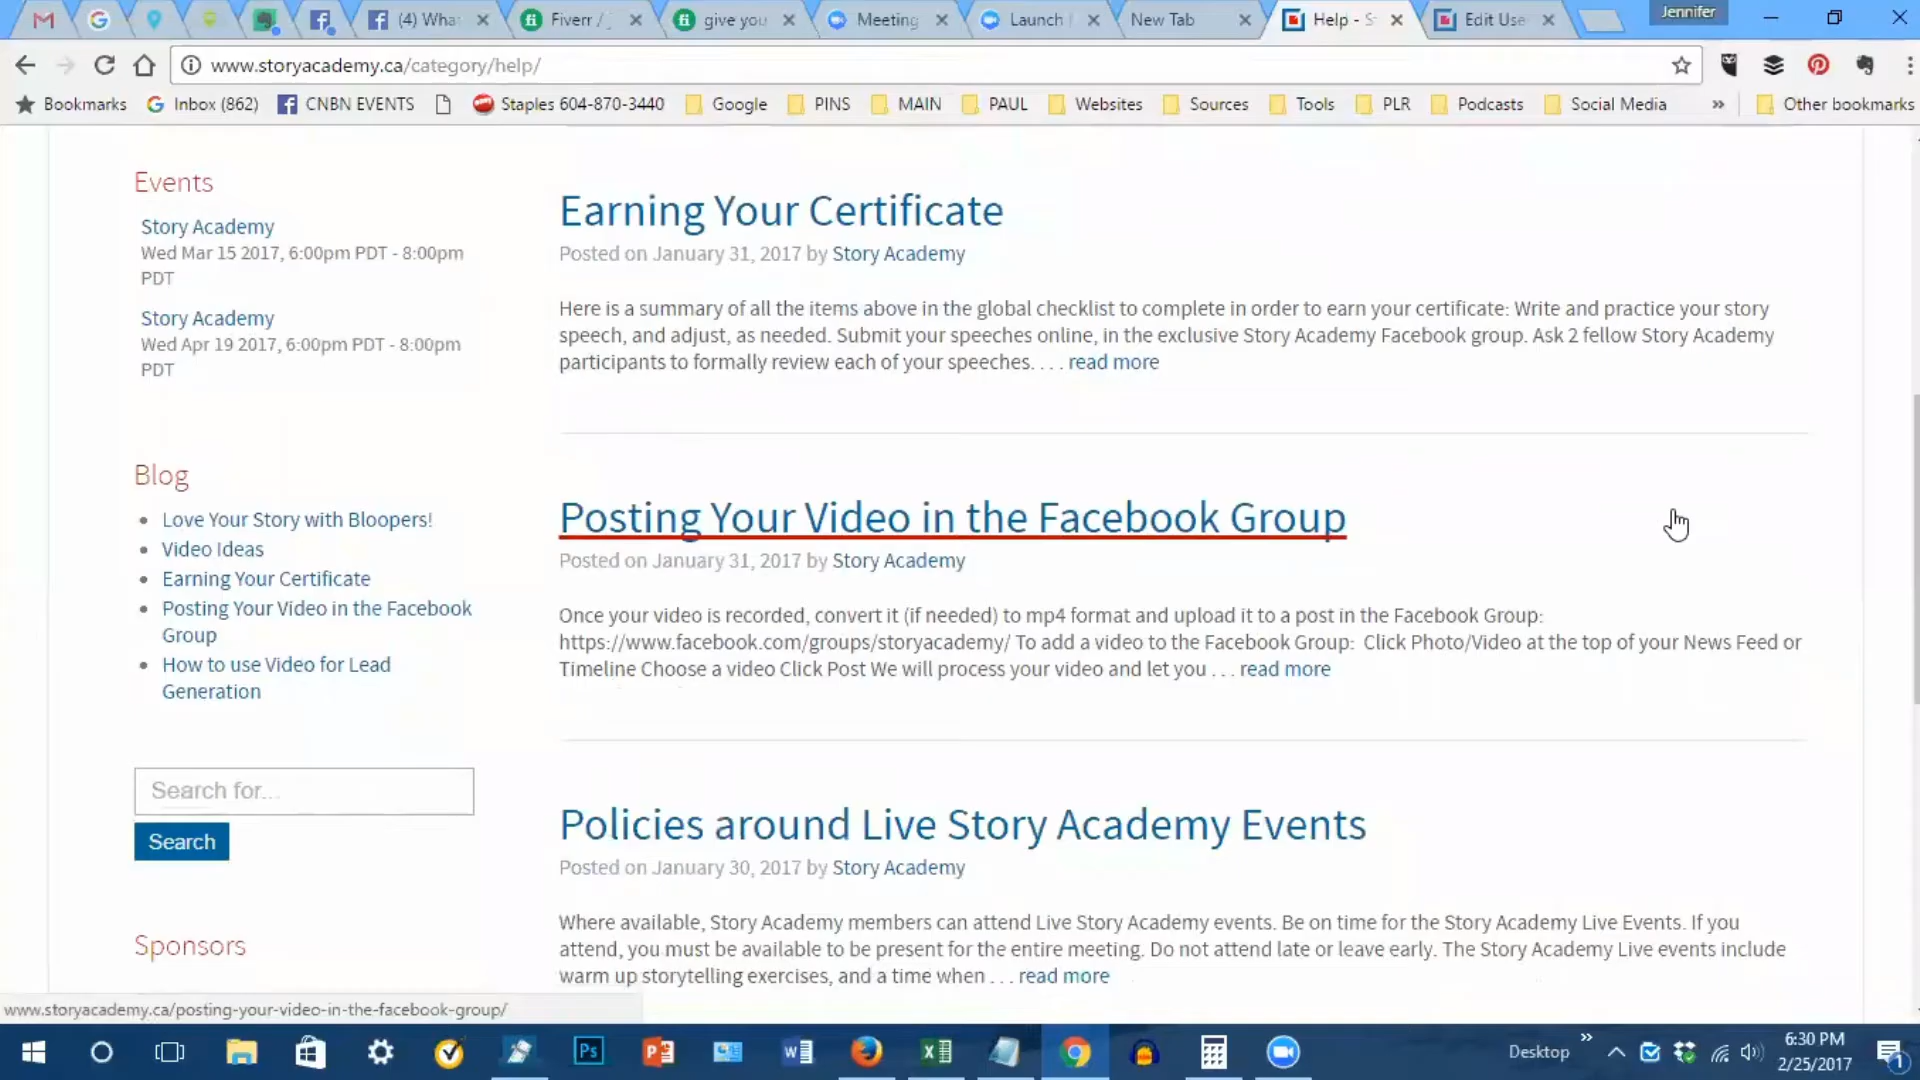 (4) Wha
Fiverr /
give you
Meeting
Launch
New Tab
Help - S
Edit Use
Jennifer
www.storyacademy.ca/category/help/
Bookmarks
Inbox (862)
CNBN EVENTS
Staples 604-870-3440
Google
PINS
MAIN
PAUL
Websites
Sources
Tools
PLR
Podcasts
Social Media
»
Other bookmarks
Events
Story Academy
Wed Mar 15 2017, 6:00pm PDT - 8:00pm
PDT
Story Academy
Wed Apr 19 2017, 6:00pm PDT - 8:00pm
PDT
Blog
Love Your Story with Bloopers!
Video Ideas
Earning Your Certificate
Posting Your Video in the Facebook
Group
How to use Video for Lead
Generation
Search for...
Search
Sponsors
Earning Your Certificate
Posted on January 31, 2017 by Story Academy
Here is a summary of all the items above in the global checklist to complete in order to earn your certificate: Write and practice your story
speech, and adjust, as needed. Submit your speeches online, in the exclusive Story Academy Facebook group. Ask 2 fellow Story Academy
participants to formally review each of your speeches. . . . read more
Posting Your Video in the Facebook Group
Posted on January 31, 2017 by Story Academy
Once your video is recorded, convert it (if needed) to mp4 format and upload it to a post in the Facebook Group:
https://www.facebook.com/groups/storyacademy/ To add a video to the Facebook Group: Click Photo/Video at the top of your News Feed or
Timeline Choose a video Click Post We will process your video and let you . . . read more
Policies around Live Story Academy Events
Posted on January 30, 2017 by Story Academy
Where available, Story Academy members can attend Live Story Academy events. Be on time for the Story Academy Live Events. If you
attend, you must be available to be present for the entire meeting. Do not attend late or leave early. The Story Academy Live events include
warm up storytelling exercises, and a time when . . . read more
www.storyacademy.ca/posting-your-video-in-the-facebook-group/
Ps
Desktop
»
6:30 PM
2/25/2017
1